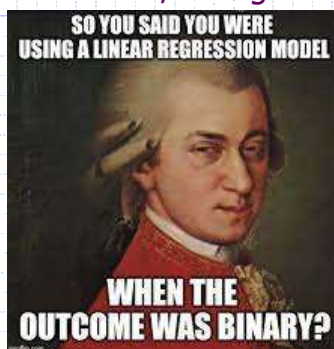 SO YOU SAID YOU WERE
USING A LINEAR REGRESSION MODEL
WHEN THE
OUTCOME WAS BINARY?